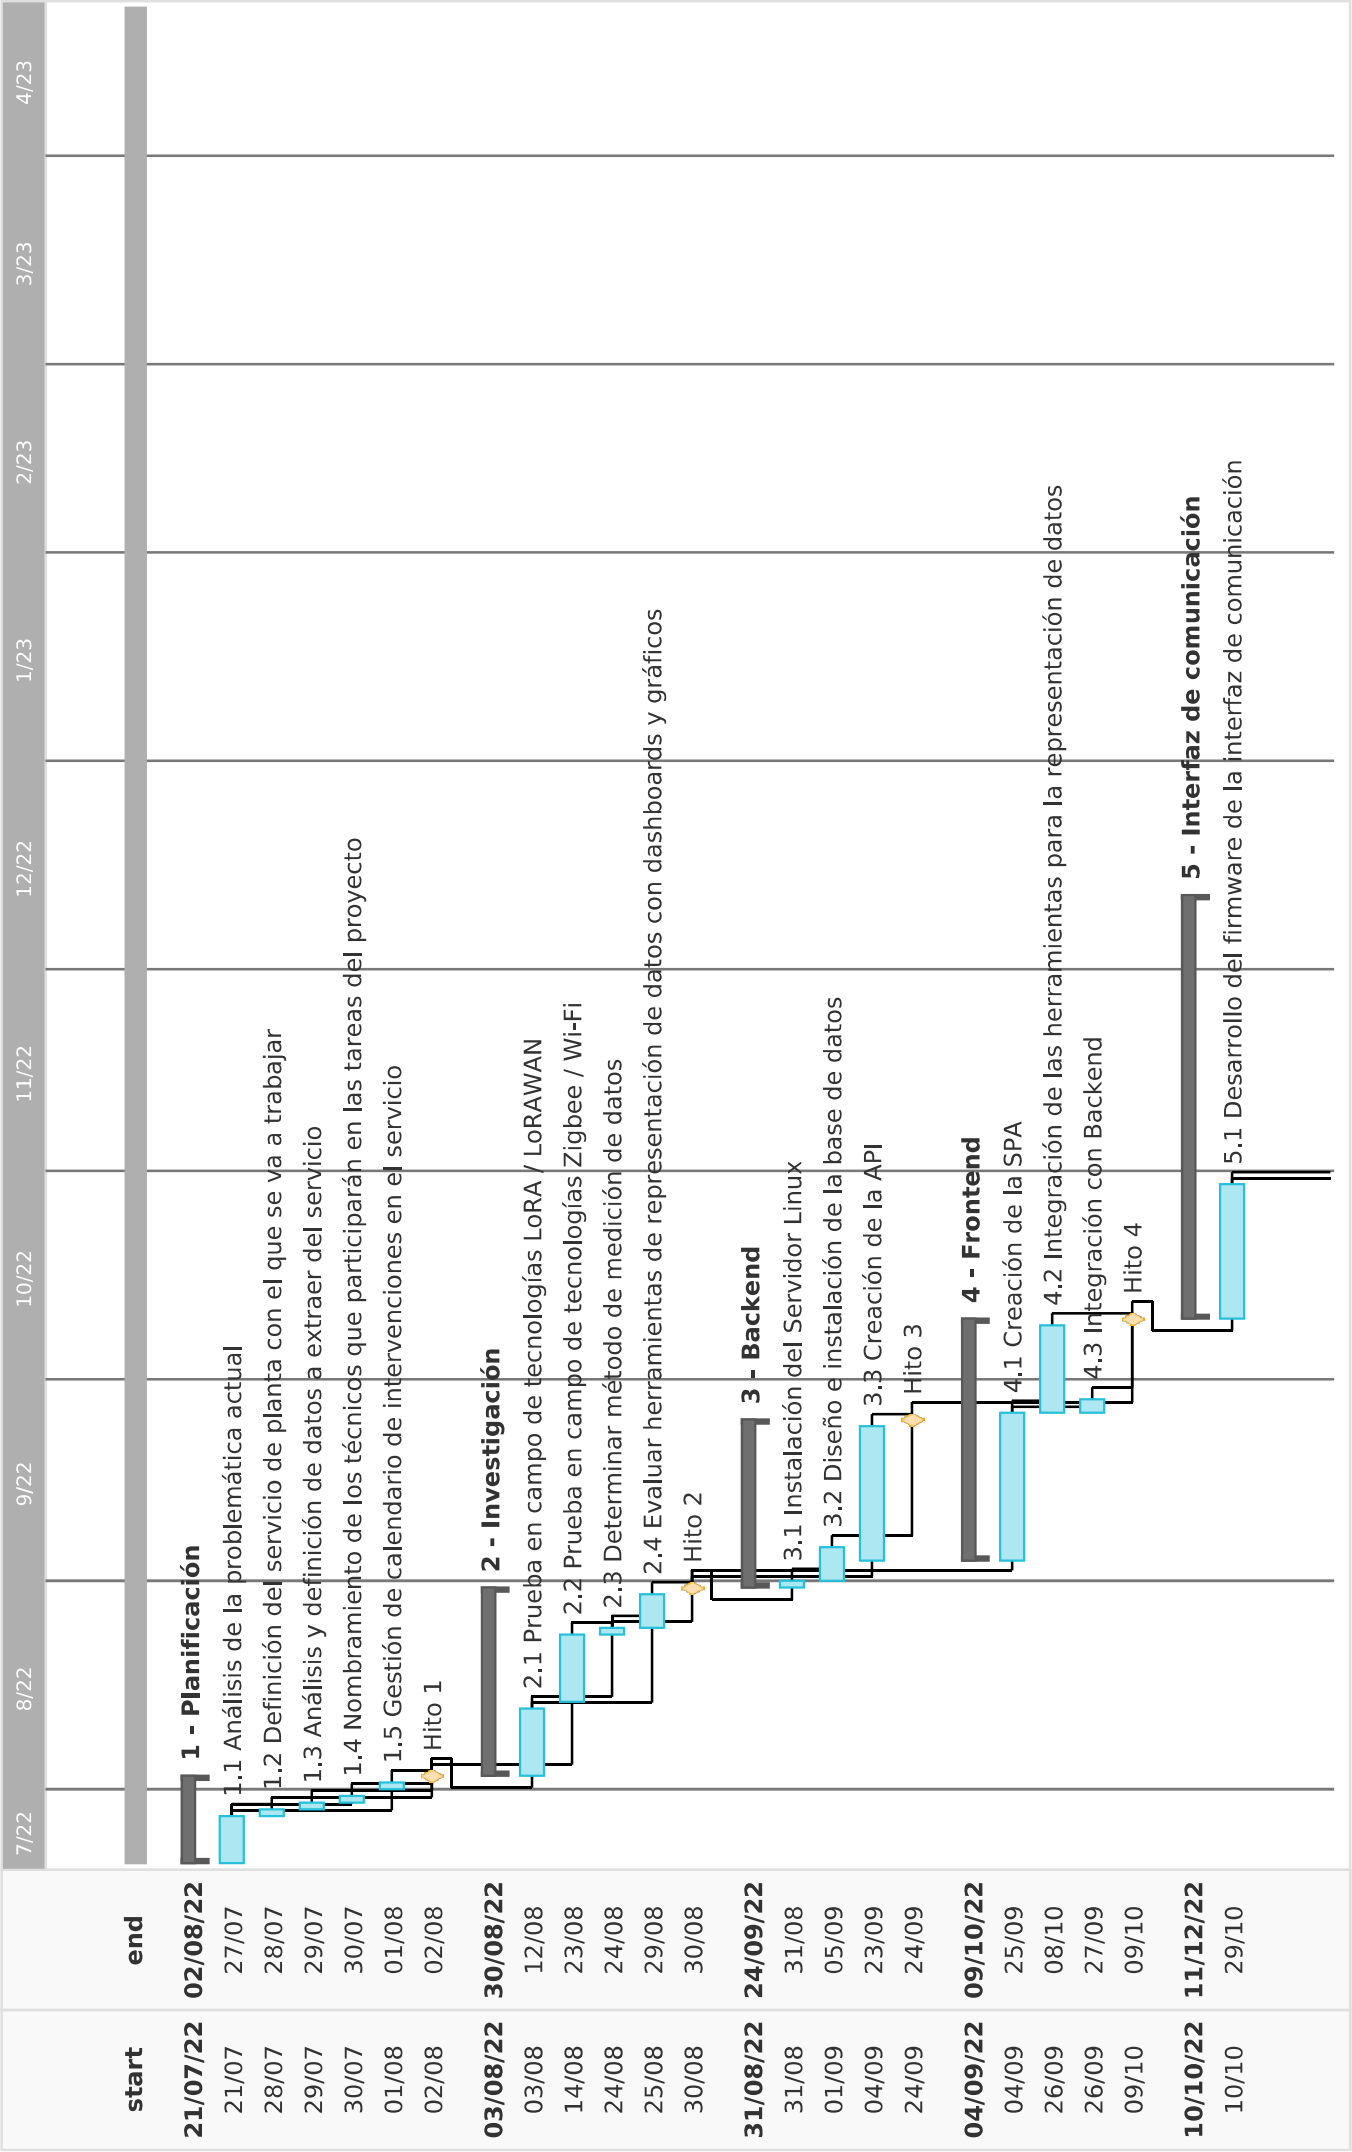 start end 7/22 8/22 9/22 10/22 11/22 12/22 1/23 2/23 3/23 4/23
21/07/22 02/08/22 1 - Planificación
21/07 27/07 1.1 Análisis de la problemática actual
28/07 28/07 1.2 Definición del servicio de planta con el que se va a trabajar
29/07 29/07 1.3 Análisis y definición de datos a extraer del servicio
30/07 30/07 1.4 Nombramiento de los técnicos que participarán en las tareas del proyecto
01/08 01/08 1.5 Gestión de calendario de intervenciones en el servicio
02/08 02/08 Hito 1
03/08/22 30/08/22 2 - Investigación
03/08 12/08 2.1 Prueba en campo de tecnologías LoRA / LoRAWAN
14/08 23/08 2.2 Prueba en campo de tecnologías Zigbee / Wi-Fi
24/08 24/08 2.3 Determinar método de medición de datos
25/08 29/08 2.4 Evaluar herramientas de representación de datos con dashboards y gráficos
30/08 30/08 Hito 2
31/08/22 24/09/22 3 - Backend
31/08 31/08 3.1 Instalación del Servidor Linux
01/09 05/09 3.2 Diseño e instalación de la base de datos
04/09 23/09 3.3 Creación de la API
24/09 24/09 Hito 3
04/09/22 09/10/22 4 - Frontend
04/09 25/09 4.1 Creación de la SPA
26/09 08/10 4.2 Integración de las herramientas para la representación de datos
26/09 27/09 4.3 Integración con Backend
09/10 09/10 Hito 4
10/10/22 11/12/22 5 - Interfaz de comunicación
10/10 29/10 5.1 Desarrollo del firmware de la interfaz de comunicación